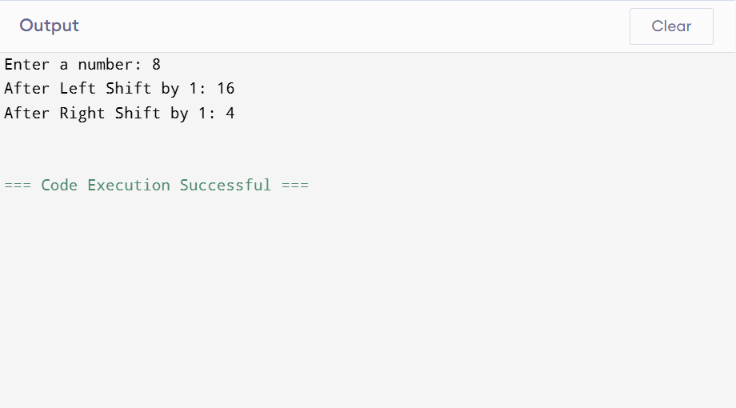 Output
Clear
Enter a number: 8
After Left Shift by 1: 16
After Right Shift by 1: 4
=== Code Execution Successful ===